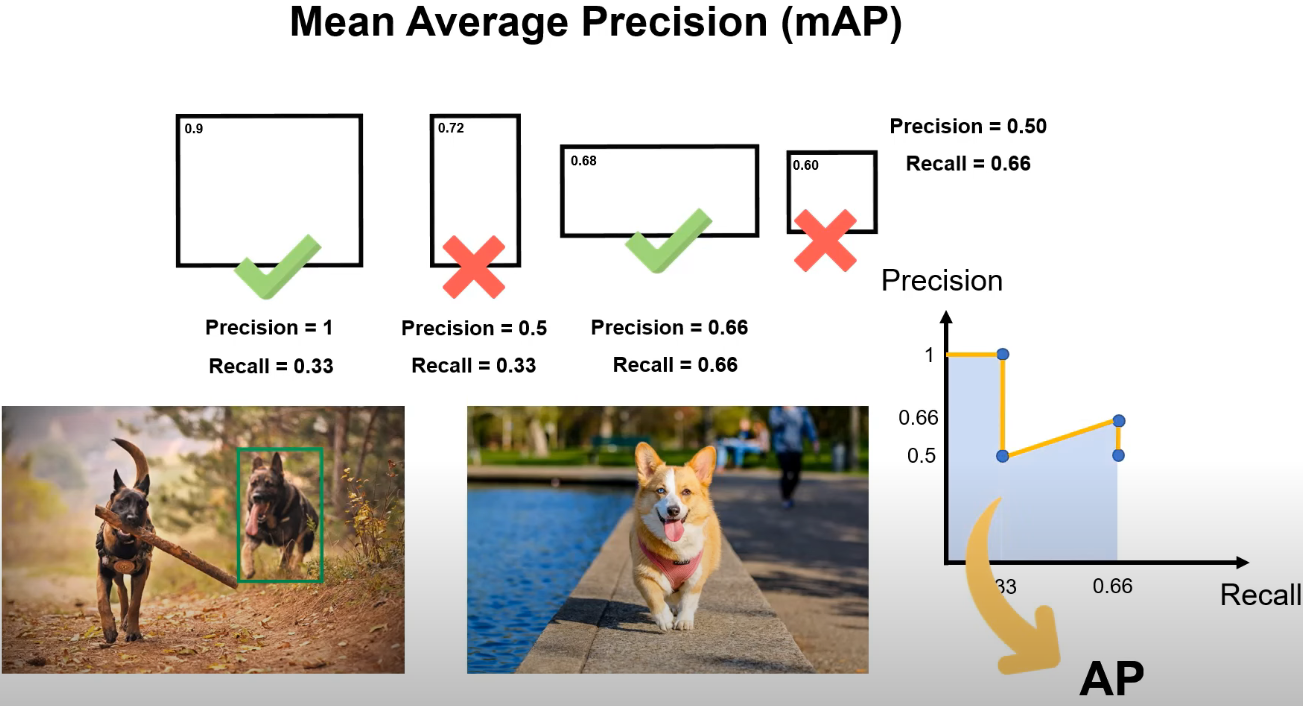 Mean Average Precision (mAP)
0.9
0.72
0.68
0.60
Precision = 0.50
Recall = 0.66
Precision = 1
Recall = 0.33
Precision = 0.5
Recall = 0.33
Precision = 0.66
Recall = 0.66
Precision
1
0.66
0.5
33
0.66
Recall
AP